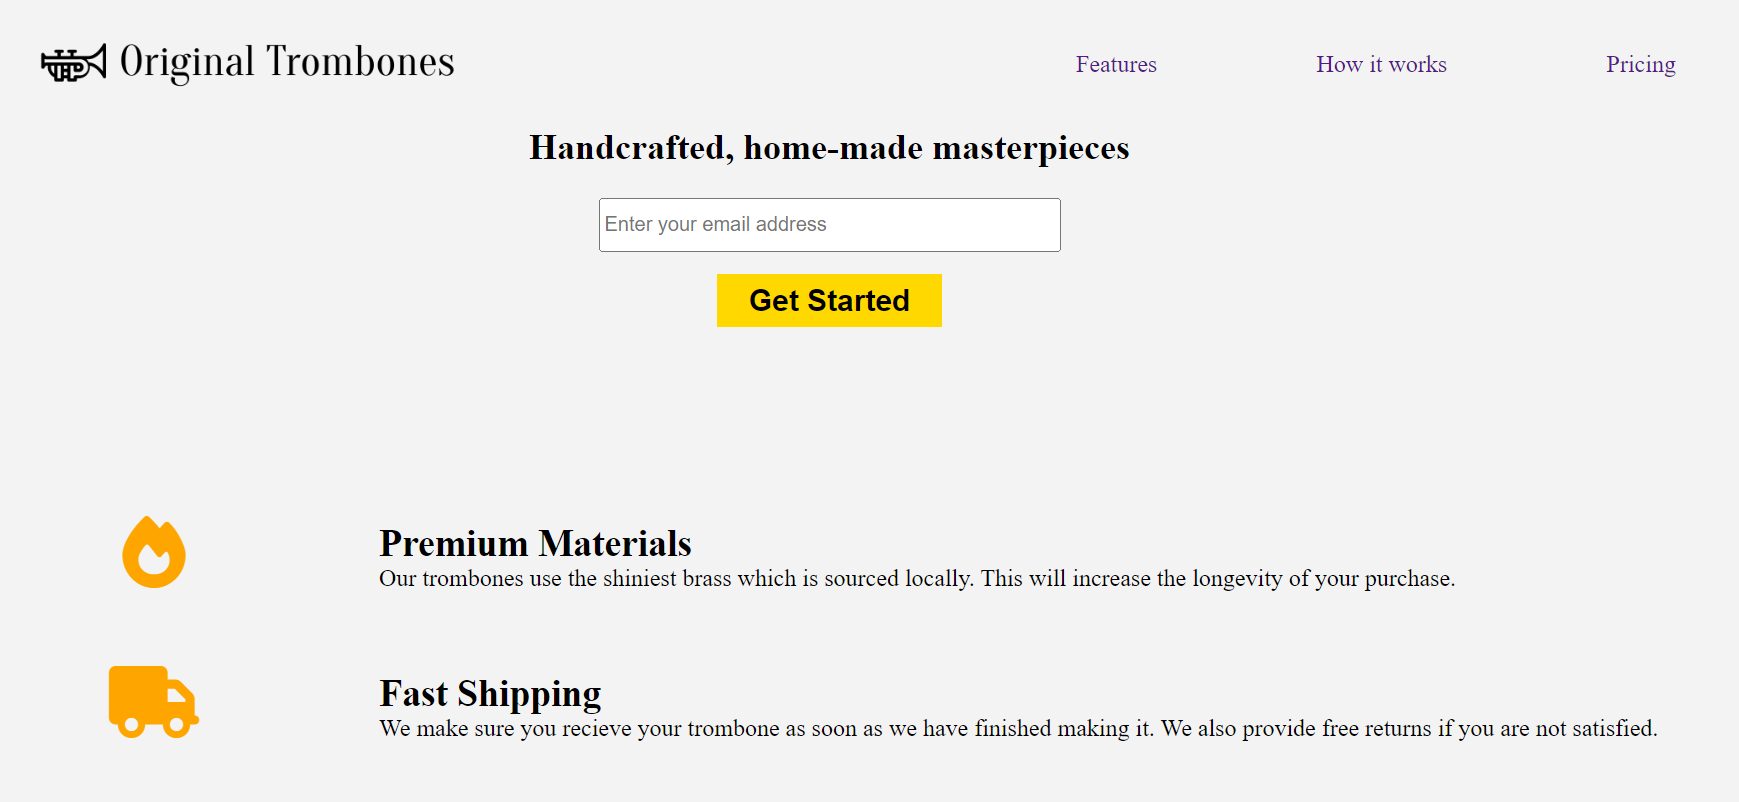 Original Trombones
Features
How it works
Pricing
Handcrafted, home-made masterpieces
Enter your email address
Get Started
Premium Materials
Our trombones use the shiniest brass which is sourced locally. This will increase the longevity of your purchase.
Fast Shipping
We make sure you recieve your trombone as soon as we have finished making it. We also provide free returns if you are not satisfied.